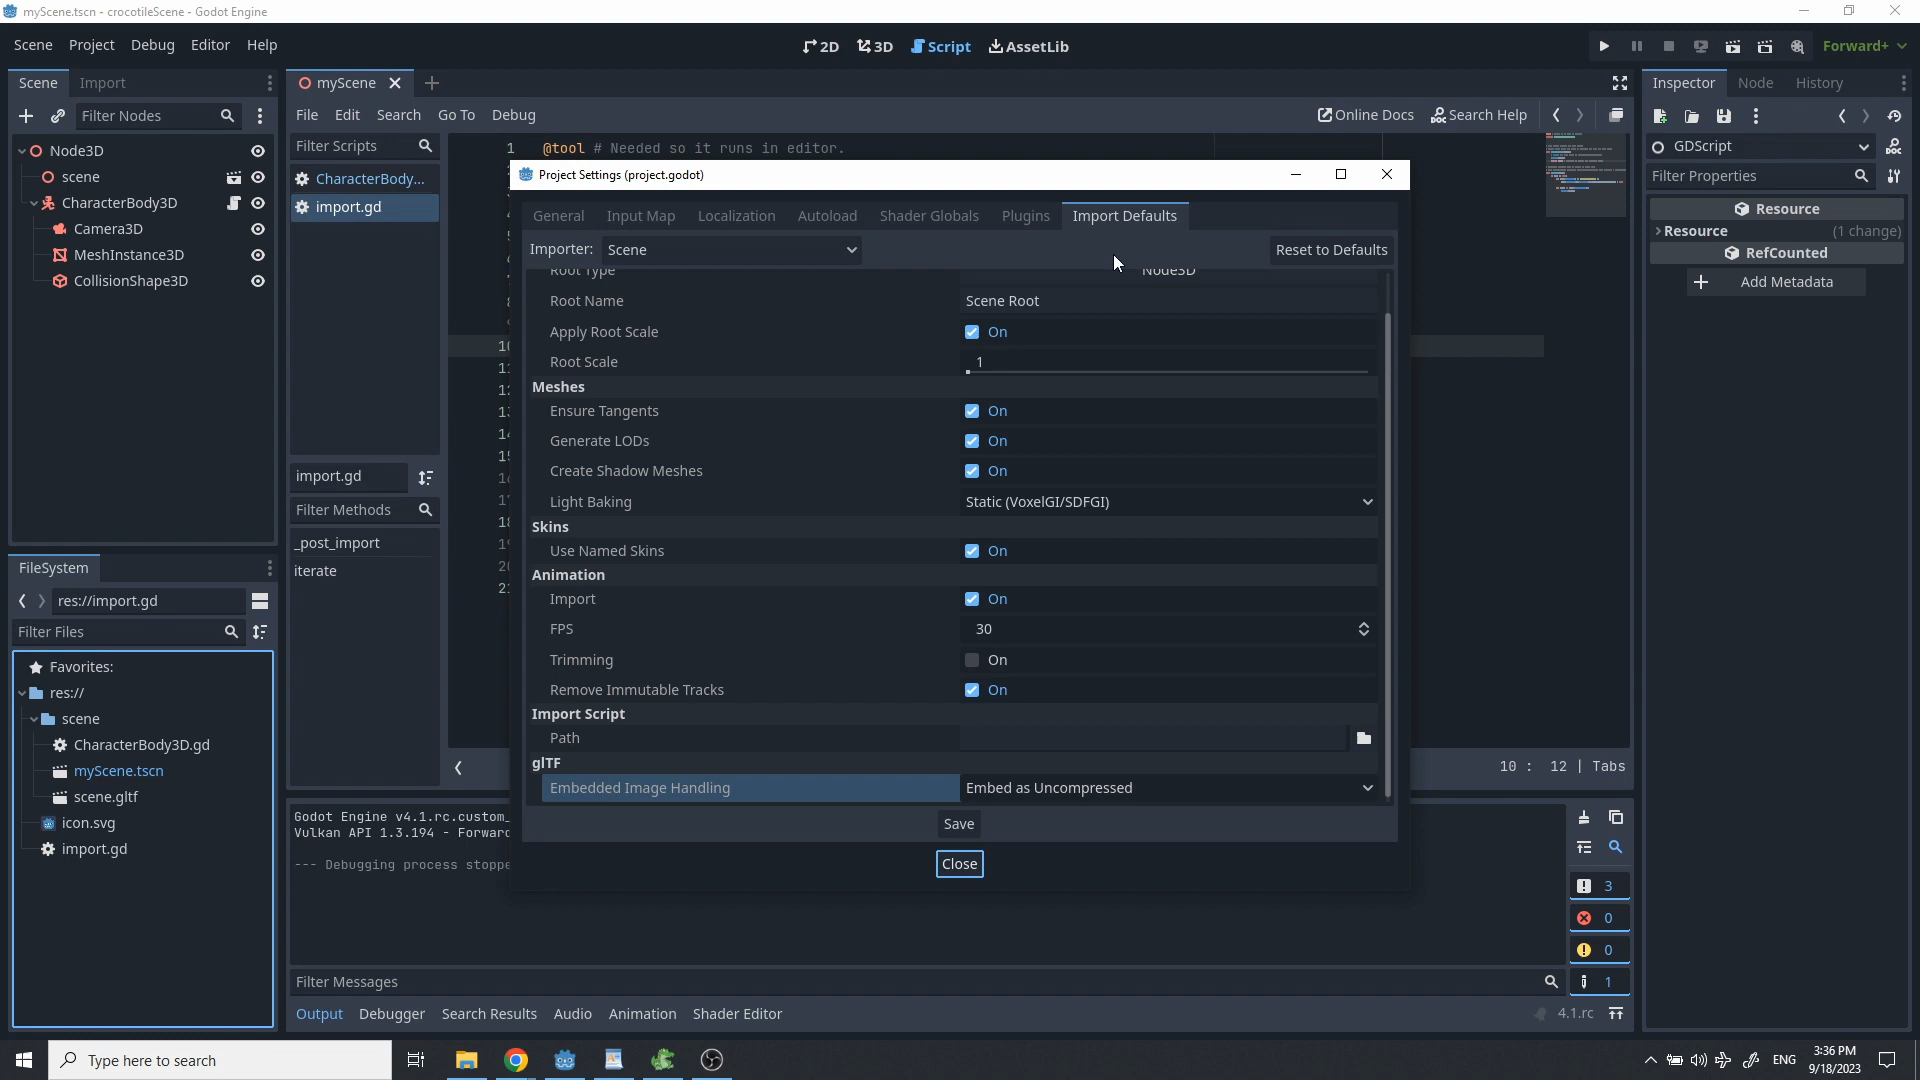 myScene.tscn - crocotileScene - Godot Engine
Scene Project Debug Editor Help
2D 3D Script AssetLib
Forward+
Scene Import
myScene
Inspector Node History
Filter Nodes
File Edit Search Go To Debug
Online Docs Search Help
Filter Scripts
1 @tool # Needed so it runs in editor.
GDScript
Node3D
scene
CharacterBody3D
Camera3D
MeshInstance3D
CollisionShape3D
CharacterBody...
import.gd
Filter Properties
Resource
Resource (1 change)
RefCounted
Add Metadata
Project Settings (project.godot)
General Input Map Localization Autoload Shader Globals Plugins Import Defaults
Importer: Scene Reset to Defaults
Root Type Node3D
Root Name Scene Root
Apply Root Scale On
Root Scale 1
Meshes
Ensure Tangents On
Generate LODs On
Create Shadow Meshes On
Light Baking Static (VoxelGI/SDFGI)
Skins
Use Named Skins On
Animation
Import On
FPS 30
Trimming On
Remove Immutable Tracks On
Import Script
Path
glTF
Embedded Image Handling Embed as Uncompressed
Save
Close
import.gd
Filter Methods
_post_import
iterate
10 : 12 | Tabs
FileSystem
res://import.gd
Filter Files
Favorites:
res://
scene
CharacterBody3D.gd
myScene.tscn
scene.gltf
icon.svg
import.gd
Godot Engine v4.1.rc.custom_
Vulkan API 1.3.194 - Forward
--- Debugging process stoppe
3
0
0
1
Filter Messages
Output Debugger Search Results Audio Animation Shader Editor
4.1.rc
Type here to search
ENG
3:36 PM
9/18/2023